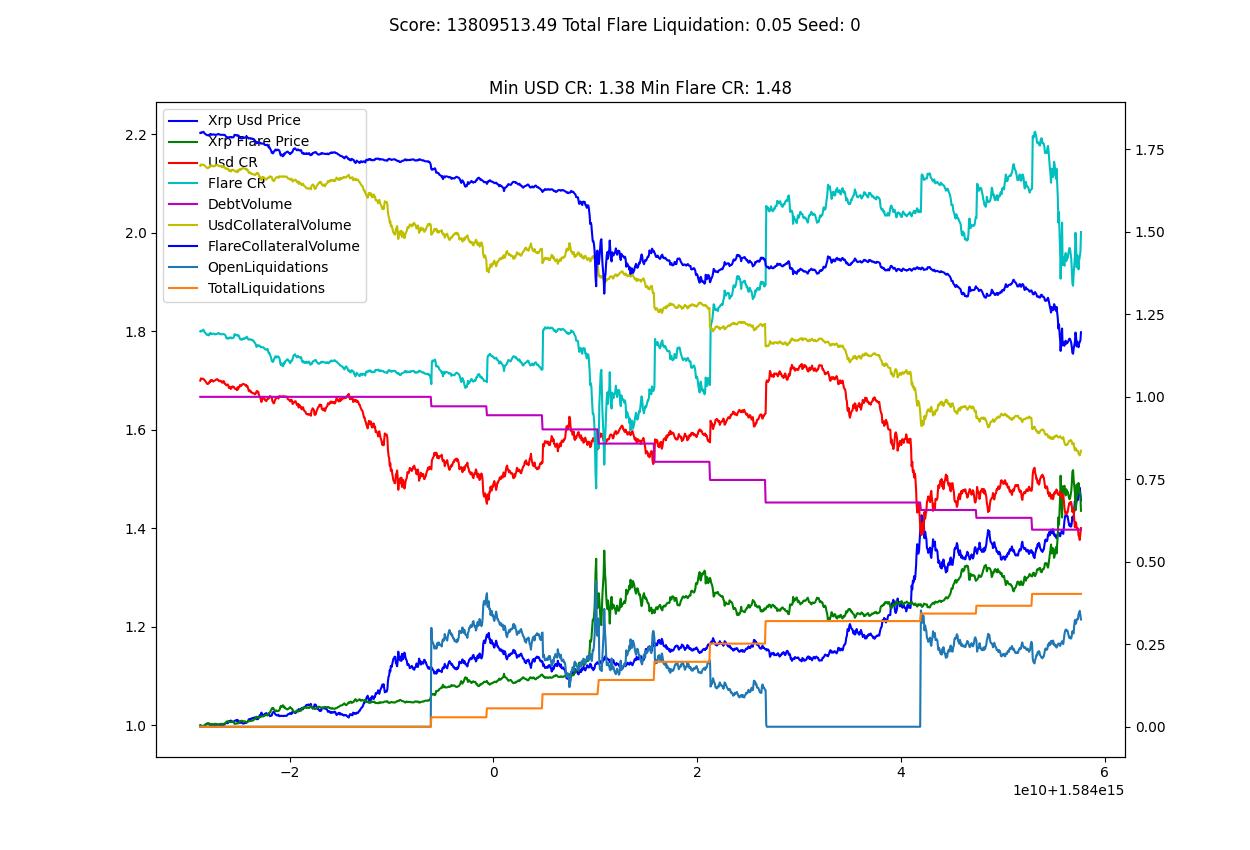 Score: 13809513.49 Total Flare Liquidation: 0.05 Seed: 0
Min USD CR: 1.38 Min Flare CR: 1.48
Xrp Usd Price
Xrp Flare Price
Usd CR
Flare CR
DebtVolume
UsdCollateralVolume
FlareCollateralVolume
OpenLiquidations
TotalLiquidations
2.2
2.0
1.8
1.6
1.4
1.2
1.0
1.75
1.50
1.25
1.00
0.75
0.50
0.25
0.00
−2
0
2
4
6
1e10+1.584e15